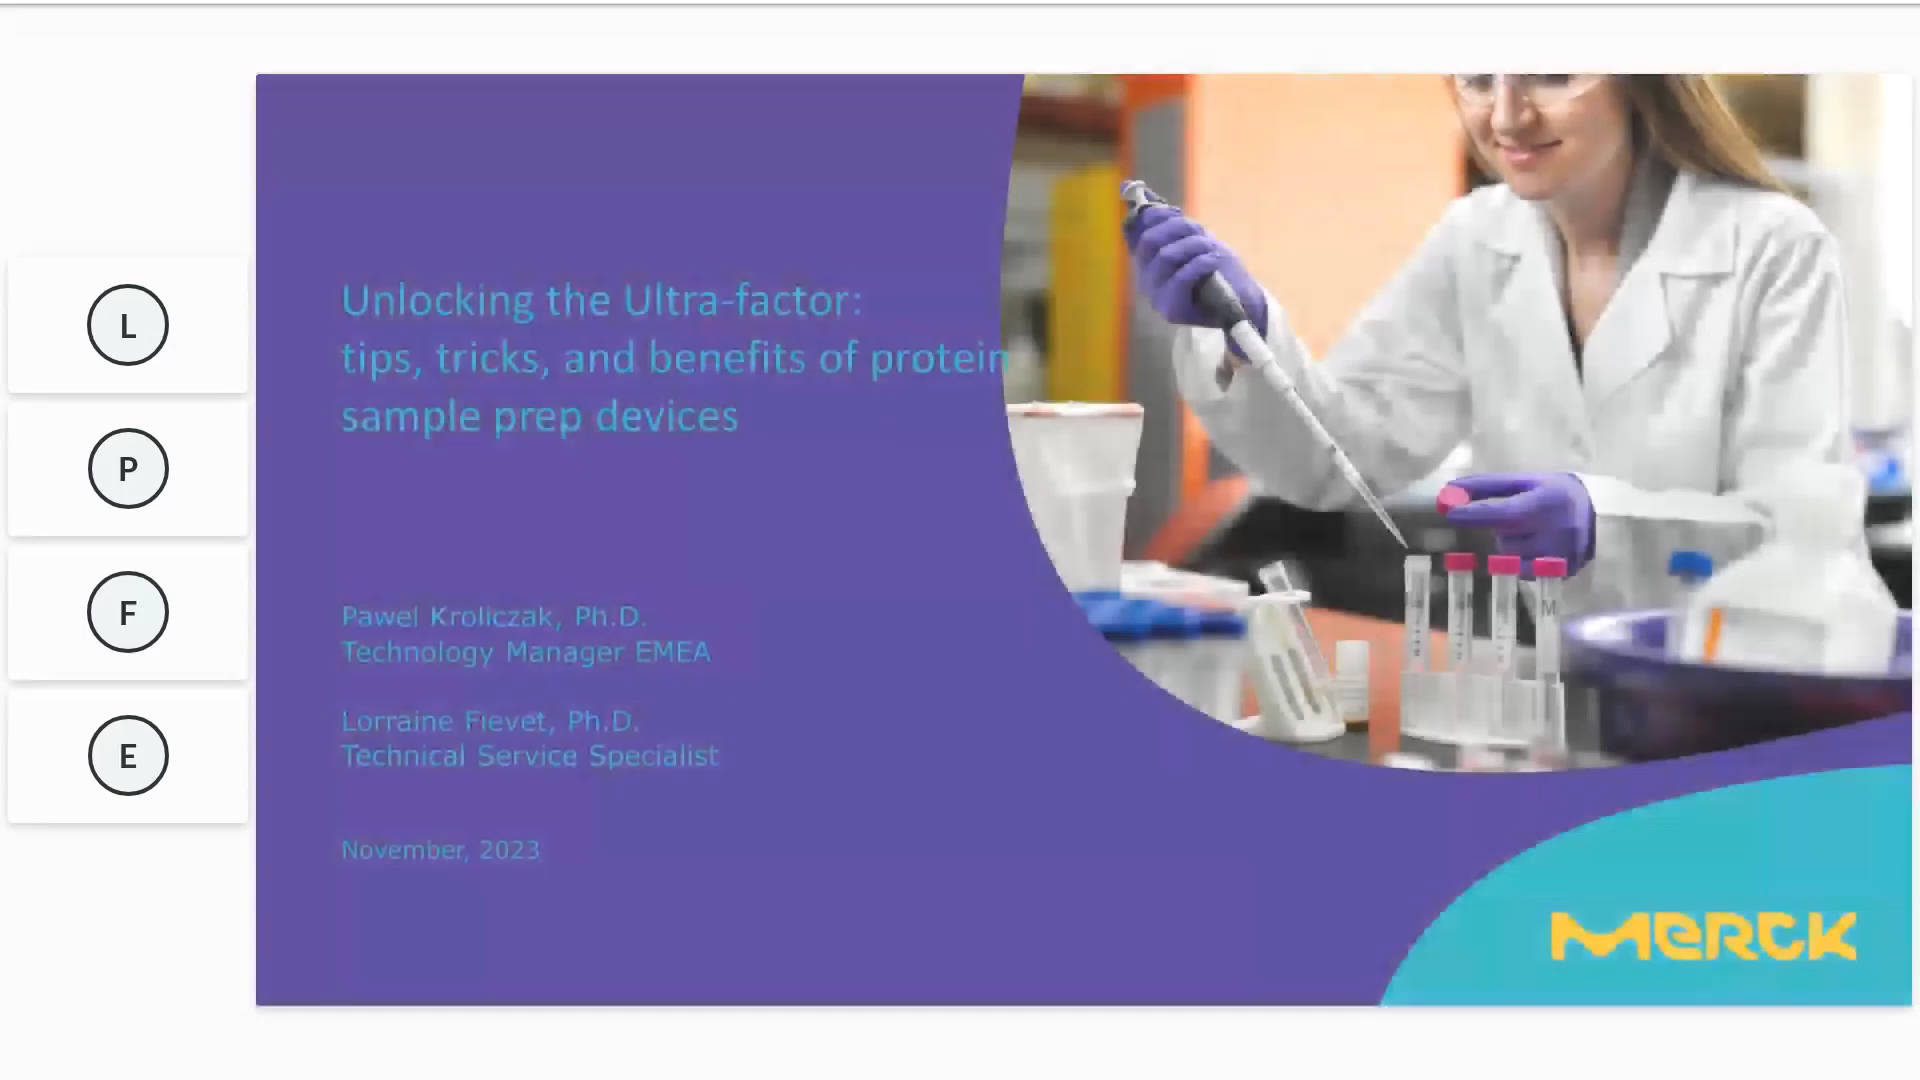 L
P
F
E
Unlocking the Ultra-factor:
tips, tricks, and benefits of protein
sample prep devices
Pawel Kroliczak, Ph.D.
Technology Manager EMEA
Lorraine Fievet, Ph.D.
Technical Service Specialist
November, 2023
M
MERCK